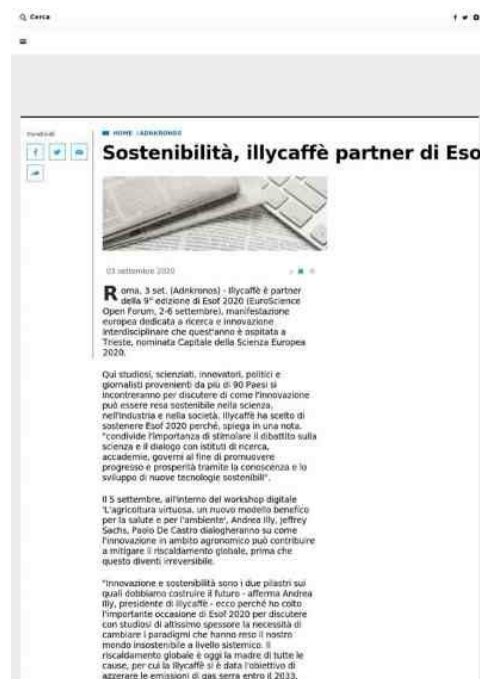 Cerca
Condividi
HOME / ADNKRONOS
Sostenibilità, illycaffè partner di Eso
03 settembre 2020
Roma, 3 set. (Adnkronos) - Illycaffè è partner
della 9° edizione di Esof 2020 (EuroScience
Open Forum, 2-6 settembre), manifestazione
europea dedicata a ricerca e innovazione
interdisciplinare che quest'anno è ospitata a
Trieste, nominata Capitale della Scienza Europea
2020.
Qui studiosi, scienziati, innovatori, politici e
giornalisti provenienti da più di 90 Paesi si
incontreranno per discutere di come l'innovazione
può essere resa sostenibile nella scienza,
nell'industria e nella società. Illycaffè ha scelto di
sostenere Esof 2020 perché, spiega in una nota,
"condivide l'importanza di stimolare il dibattito sulla
scienza e il dialogo con istituti di ricerca,
accademie, governi al fine di promuovere
progresso e prosperità tramite la conoscenza e lo
sviluppo di nuove tecnologie sostenibili".
Il 5 settembre, all'interno del workshop digitale
'L'agricoltura virtuosa, un nuovo modello benefico
per la salute e per l'ambiente', Andrea Illy, Jeffrey
Sachs, Paolo De Castro dialogheranno su come
l'innovazione in ambito agronomico può contribuire
a mitigare il riscaldamento globale, prima che
questo diventi irreversibile.
"Innovazione e sostenibilità sono i due pilastri sui
quali dobbiamo costruire il futuro - afferma Andrea
Illy, presidente di illycaffè - ecco perché ho colto
l'importante occasione di Esof 2020 per discutere
con studiosi di altissimo spessore la necessità di
cambiare i paradigmi che hanno reso il nostro
mondo insostenibile a livello sistemico. Il
riscaldamento globale è oggi la madre di tutte le
cause, per cui la illycaffè si è data l'obiettivo di
azzerare le emissioni di gas serra entro il 2033,